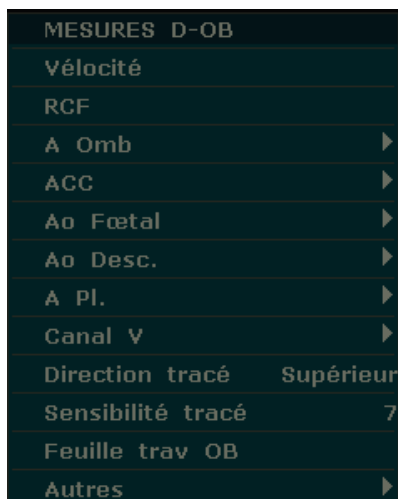 MESURES D-OB
Vélocité
RCF
A Omb
ACC
Ao Fœtal
Ao Desc.
A Pl.
Canal V
Direction tracé Supérieur
Sensibilité tracé 7
Feuille trav OB
Autres